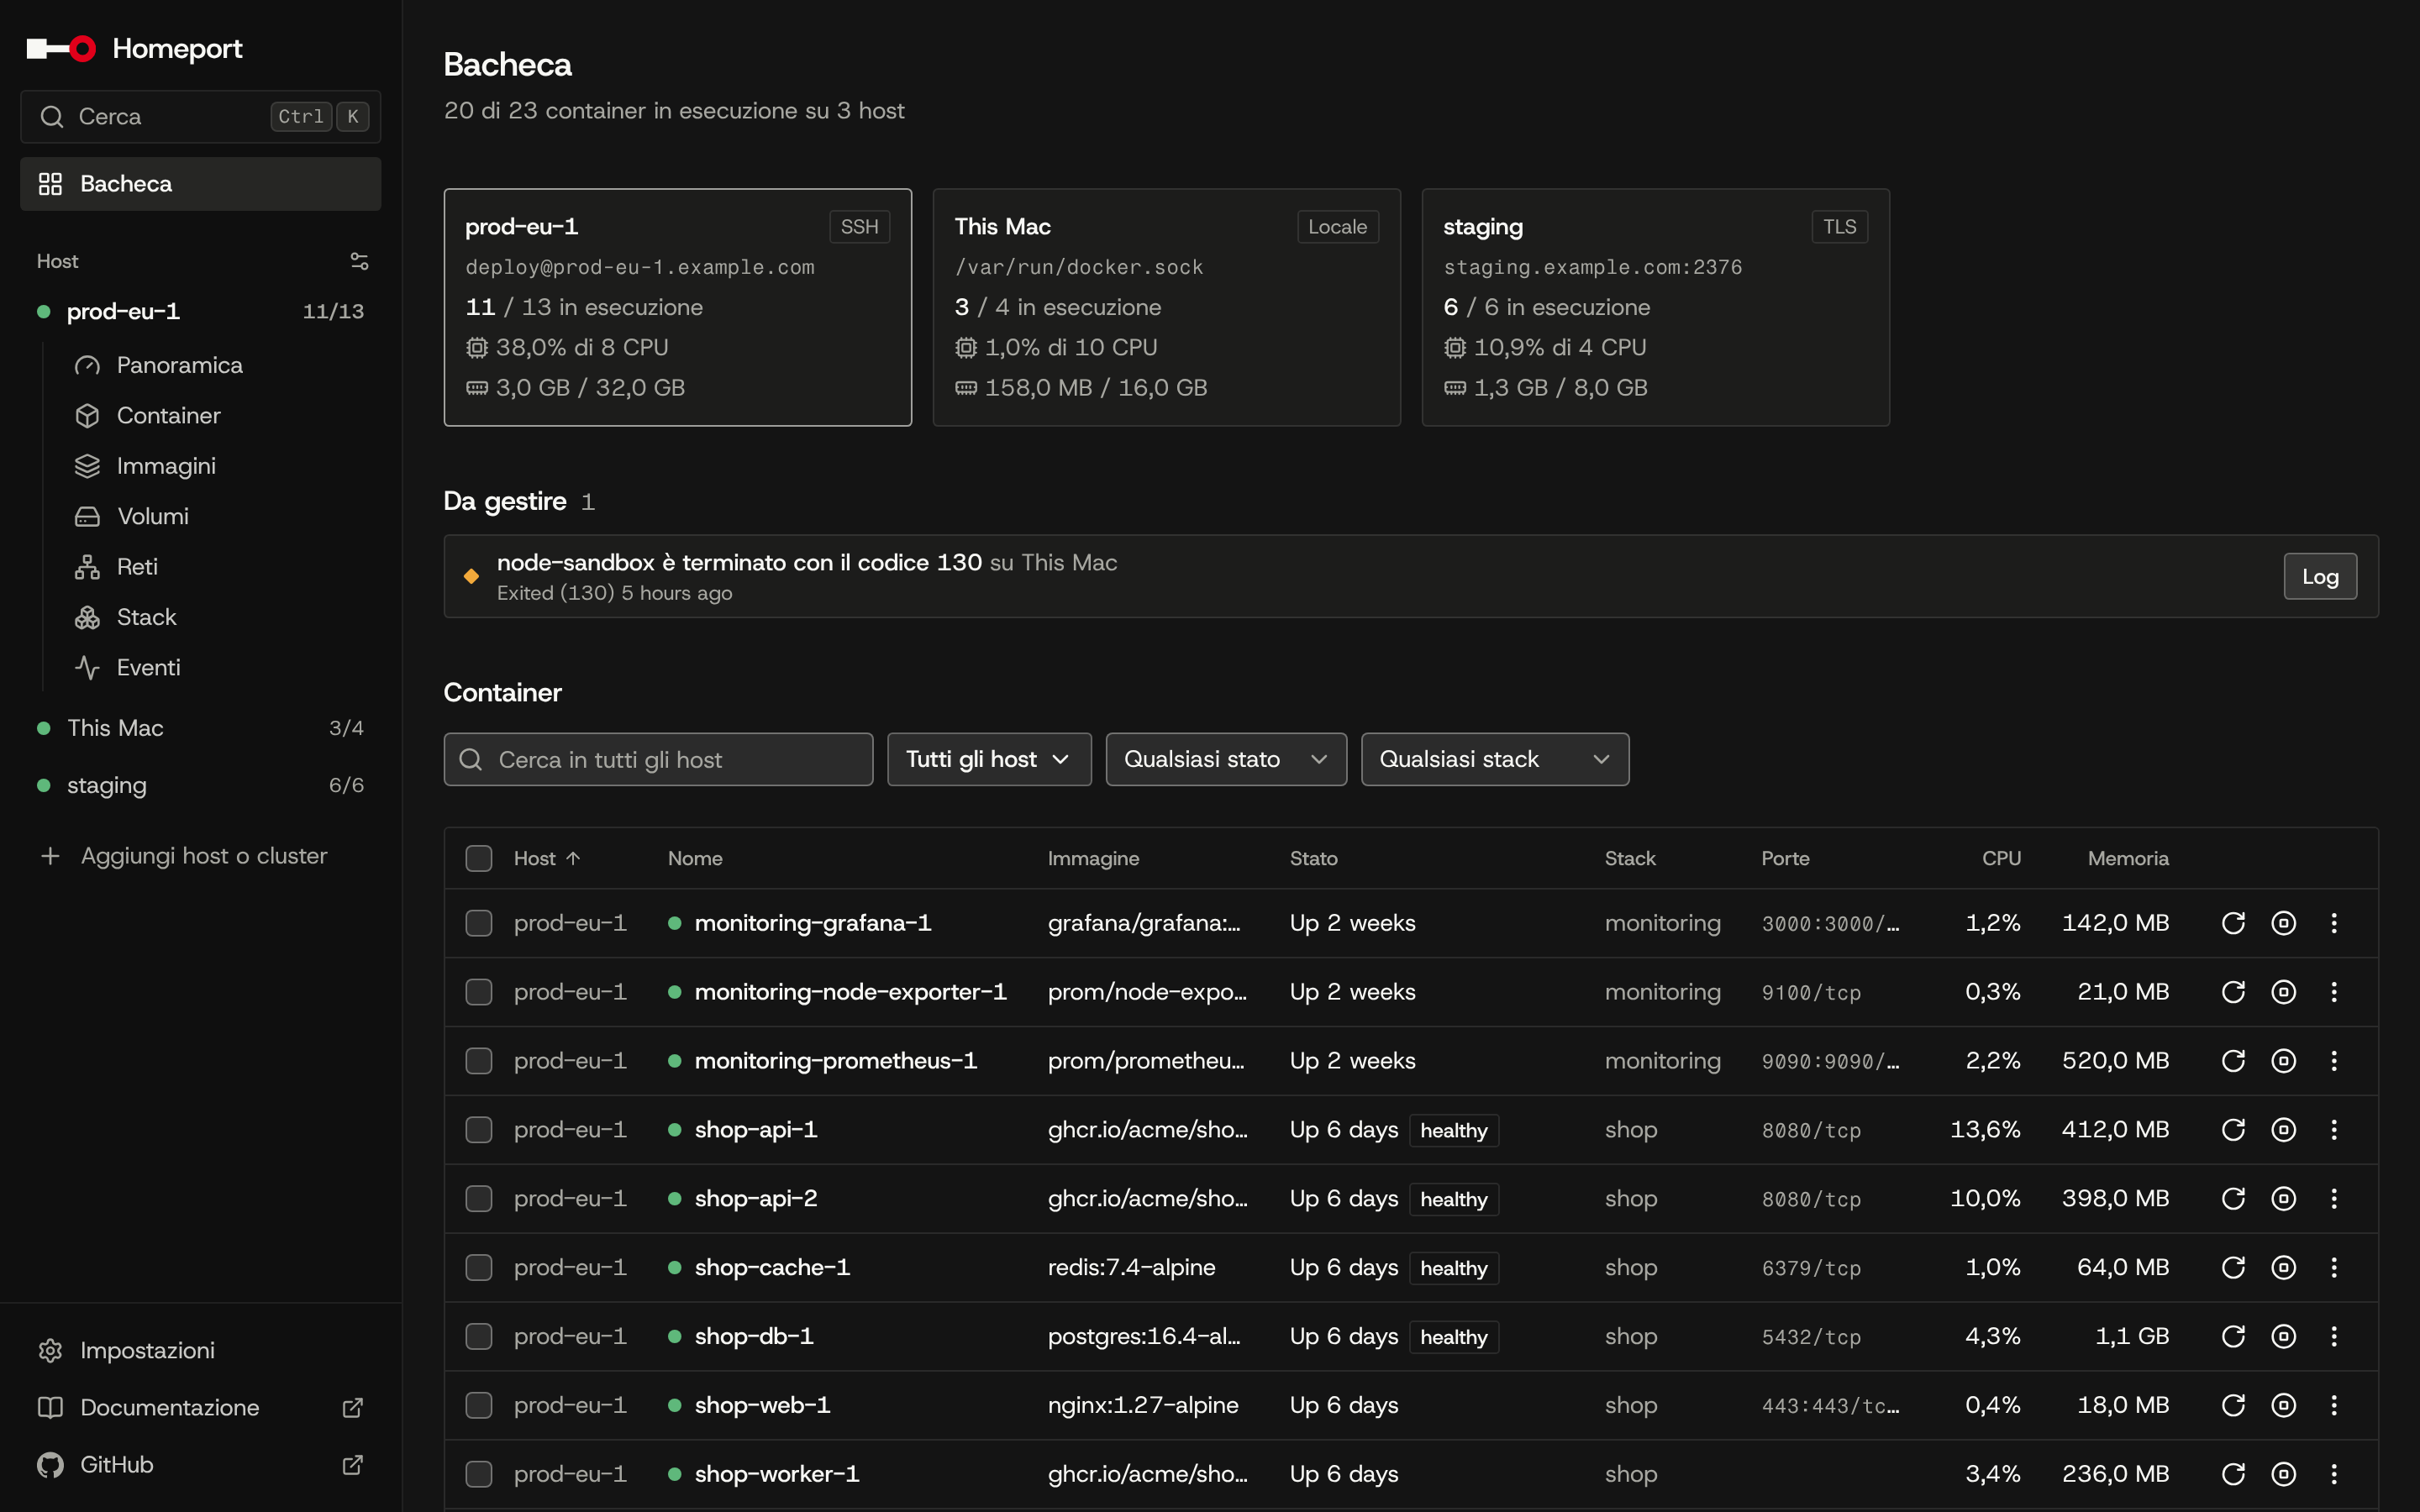 Homeport
Cerca Ctrl K
Bacheca
Host
prod-eu-1 11/13
Panoramica
Container
Immagini
Volumi
Reti
Stack
Eventi
This Mac 3/4
staging 6/6
Aggiungi host o cluster
Impostazioni
Documentazione
GitHub
Bacheca
20 di 23 container in esecuzione su 3 host
prod-eu-1 SSH
deploy@prod-eu-1.example.com
11 / 13 in esecuzione
38,0% di 8 CPU
3,0 GB / 32,0 GB
This Mac Locale
/var/run/docker.sock
3 / 4 in esecuzione
1,0% di 10 CPU
158,0 MB / 16,0 GB
staging TLS
staging.example.com:2376
6 / 6 in esecuzione
10,9% di 4 CPU
1,3 GB / 8,0 GB
Da gestire 1
node-sandbox è terminato con il codice 130 su This Mac
Exited (130) 5 hours ago
Log
Container
Cerca in tutti gli host Tutti gli host Qualsiasi stato Qualsiasi stack
Host Nome Immagine Stato Stack Porte CPU Memoria
prod-eu-1 monitoring-grafana-1 grafana/grafana:... Up 2 weeks monitoring 3000:3000/... 1,2% 142,0 MB
prod-eu-1 monitoring-node-exporter-1 prom/node-expo... Up 2 weeks monitoring 9100/tcp 0,3% 21,0 MB
prod-eu-1 monitoring-prometheus-1 prom/prometheu... Up 2 weeks monitoring 9090:9090/... 2,2% 520,0 MB
prod-eu-1 shop-api-1 ghcr.io/acme/sho... Up 6 days healthy shop 8080/tcp 13,6% 412,0 MB
prod-eu-1 shop-api-2 ghcr.io/acme/sho... Up 6 days healthy shop 8080/tcp 10,0% 398,0 MB
prod-eu-1 shop-cache-1 redis:7.4-alpine Up 6 days healthy shop 6379/tcp 1,0% 64,0 MB
prod-eu-1 shop-db-1 postgres:16.4-al... Up 6 days healthy shop 5432/tcp 4,3% 1,1 GB
prod-eu-1 shop-web-1 nginx:1.27-alpine Up 6 days shop 443:443/tc... 0,4% 18,0 MB
prod-eu-1 shop-worker-1 ghcr.io/acme/sho... Up 6 days shop 3,4% 236,0 MB